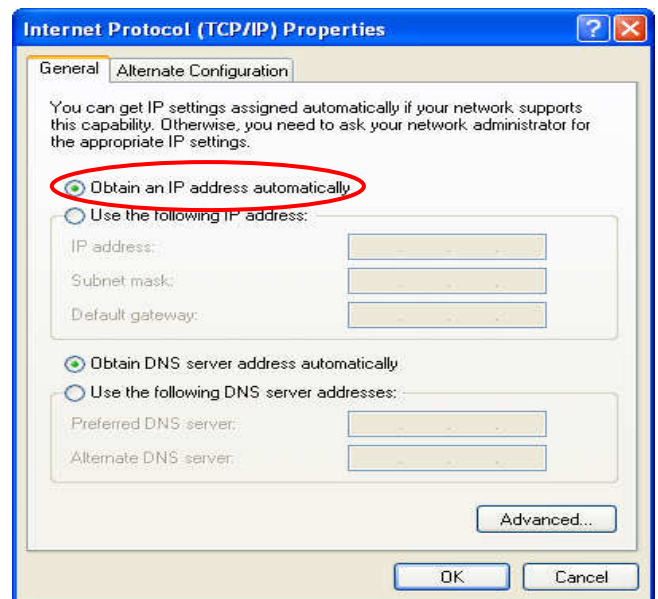 Internet Protocol (TCP/IP) Properties
General
Alternate Configuration
You can get IP settings assigned automatically if your network supports
this capability. Otherwise, you need to ask your network administrator for
the appropriate IP settings.
Obtain an IP address automatically
Use the following IP address:
IP address:
Subnet mask:
Default gateway:
Obtain DNS server address automatically
Use the following DNS server addresses:
Preferred DNS server:
Alternate DNS server:
Advanced...
OK
Cancel